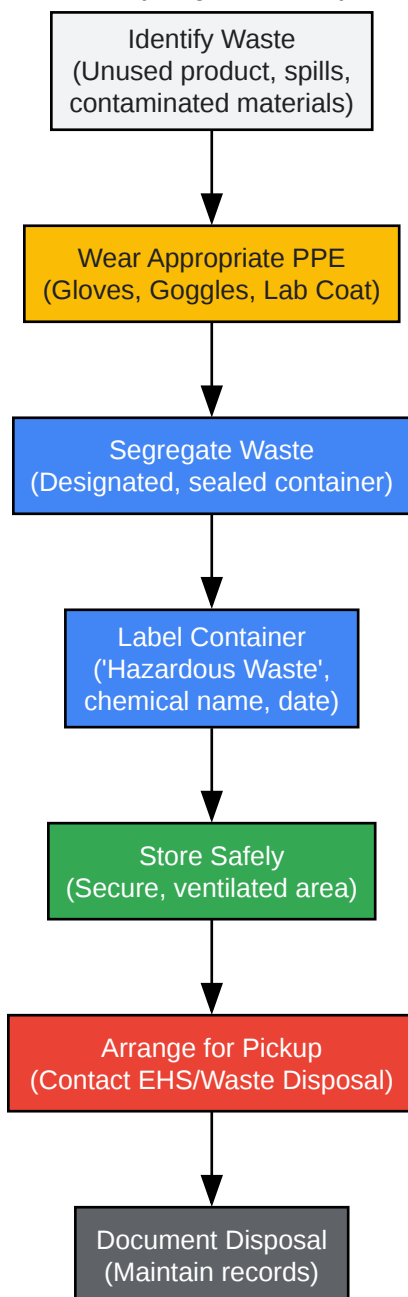 Identify Waste
(Unused product, spills,
contaminated materials)
Wear Appropriate PPE
(Gloves, Goggles, Lab Coat)
Segregate Waste
(Designated, sealed container)
Label Container
('Hazardous Waste',
chemical name, date)
Store Safely
(Secure, ventilated area)
Arrange for Pickup
(Contact EHS/Waste Disposal)
Document Disposal
(Maintain records)